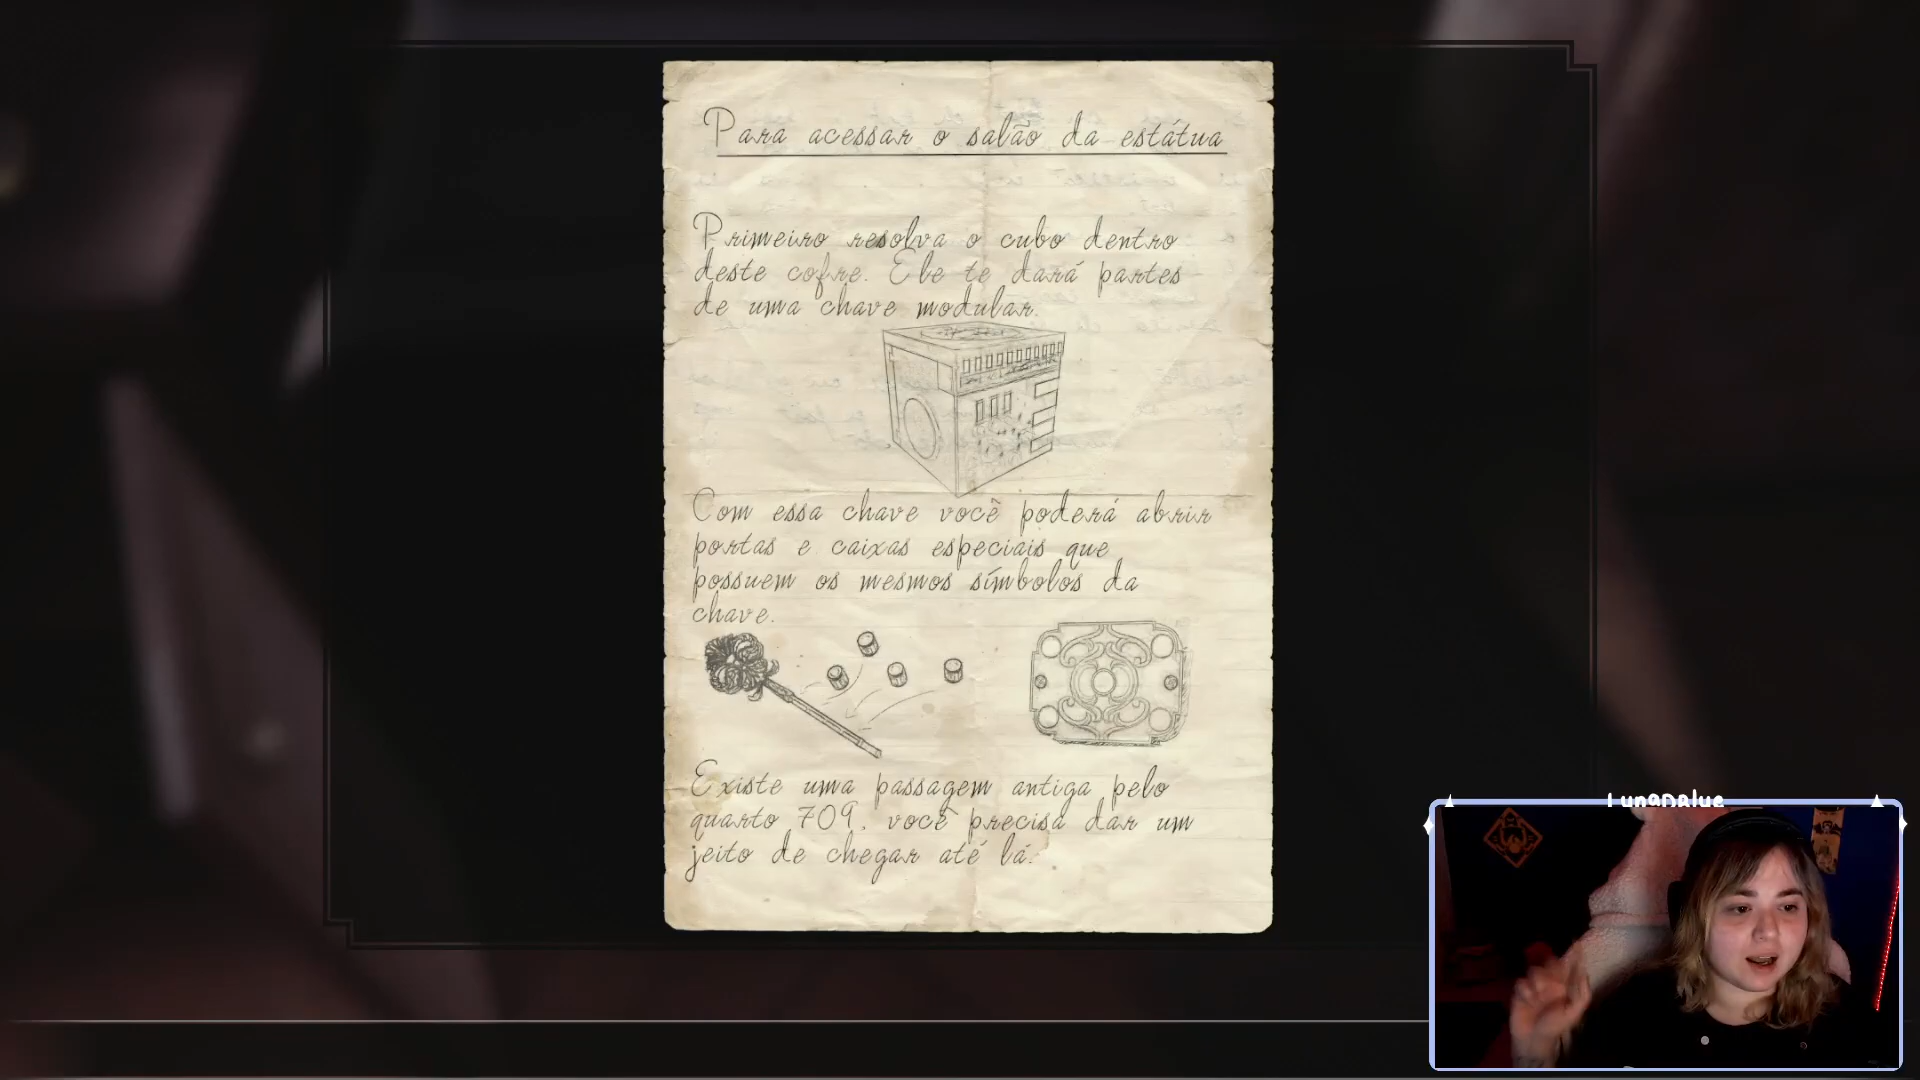 Para acessar o salão da estátua
Primeiro resolva o cubo dentro
deste cofre. Ele te dará partes
de uma chave modular.
Com essa chave você poderá abrir
portas e caixas especiais que
possuem os mesmos símbolos da
chave.
Existe uma passagem antiga pelo
quarto 709, você precisa dar um
jeito de chegar até lá.